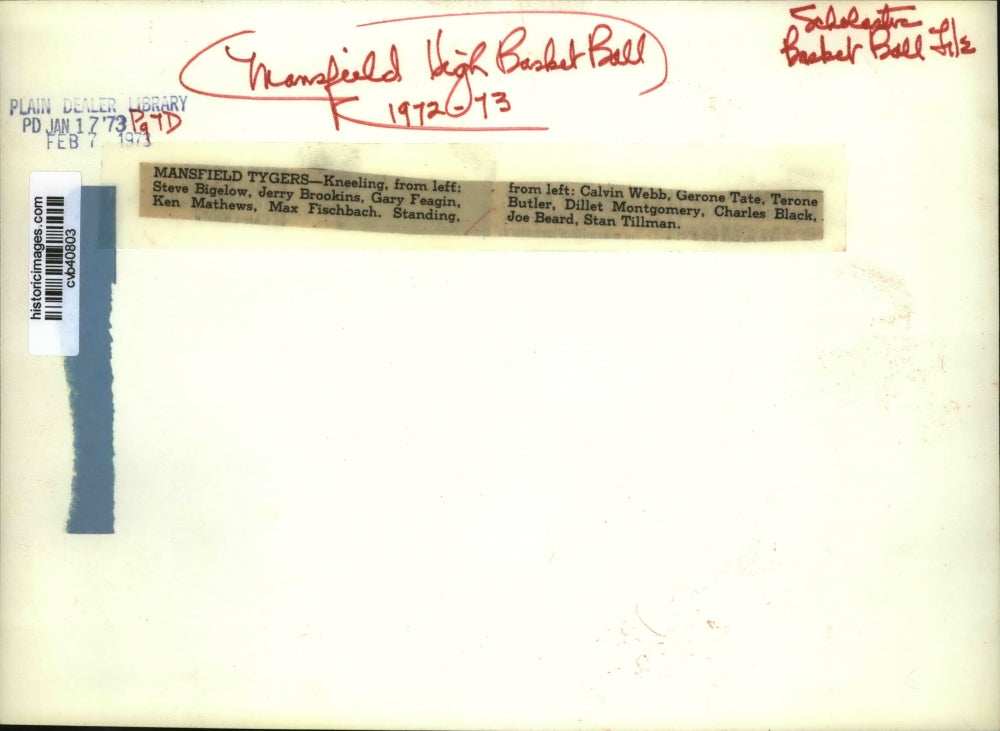 Mansfield High Basket Ball
1972-73
Scholastic
Basket Ball File
PLAIN DEALER LIBRARY
PD JAN 17 '73 Pg 7D
FEB 7 1973
MANSFIELD TYGERS—Kneeling, from left:
Steve Bigelow, Jerry Brookins, Gary Feagin,
Ken Mathews, Max Fischbach. Standing,
from left: Calvin Webb, Gerone Tate, Terone
Butler, Dillet Montgomery, Charles Black,
Joe Beard, Stan Tillman.
historicimages.com
cvb40803